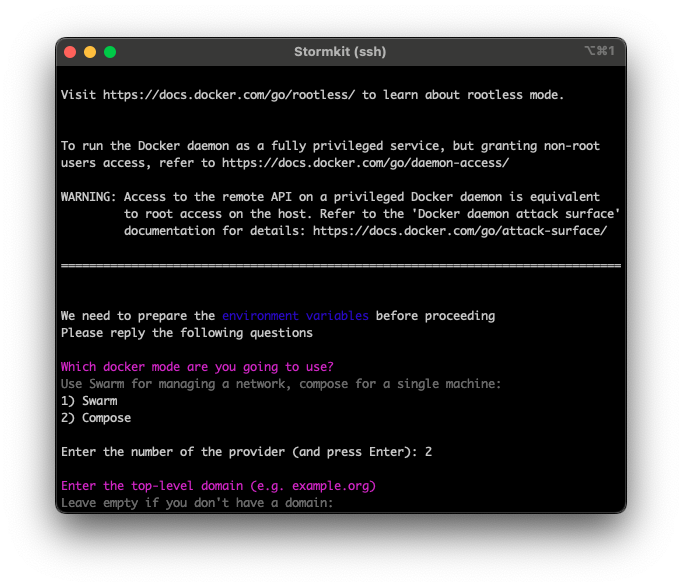 Stormkit (ssh)
⌥⌘1
Visit https://docs.docker.com/go/rootless/ to learn about rootless mode.
To run the Docker daemon as a fully privileged service, but granting non-root
users access, refer to https://docs.docker.com/go/daemon-access/
WARNING: Access to the remote API on a privileged Docker daemon is equivalent
to root access on the host. Refer to the 'Docker daemon attack surface'
documentation for details: https://docs.docker.com/go/attack-surface/
================================================================================
We need to prepare the environment variables before proceeding
Please reply the following questions
Which docker mode are you going to use?
Use Swarm for managing a network, compose for a single machine:
1) Swarm
2) Compose
Enter the number of the provider (and press Enter): 2
Enter the top-level domain (e.g. example.org)
Leave empty if you don't have a domain: